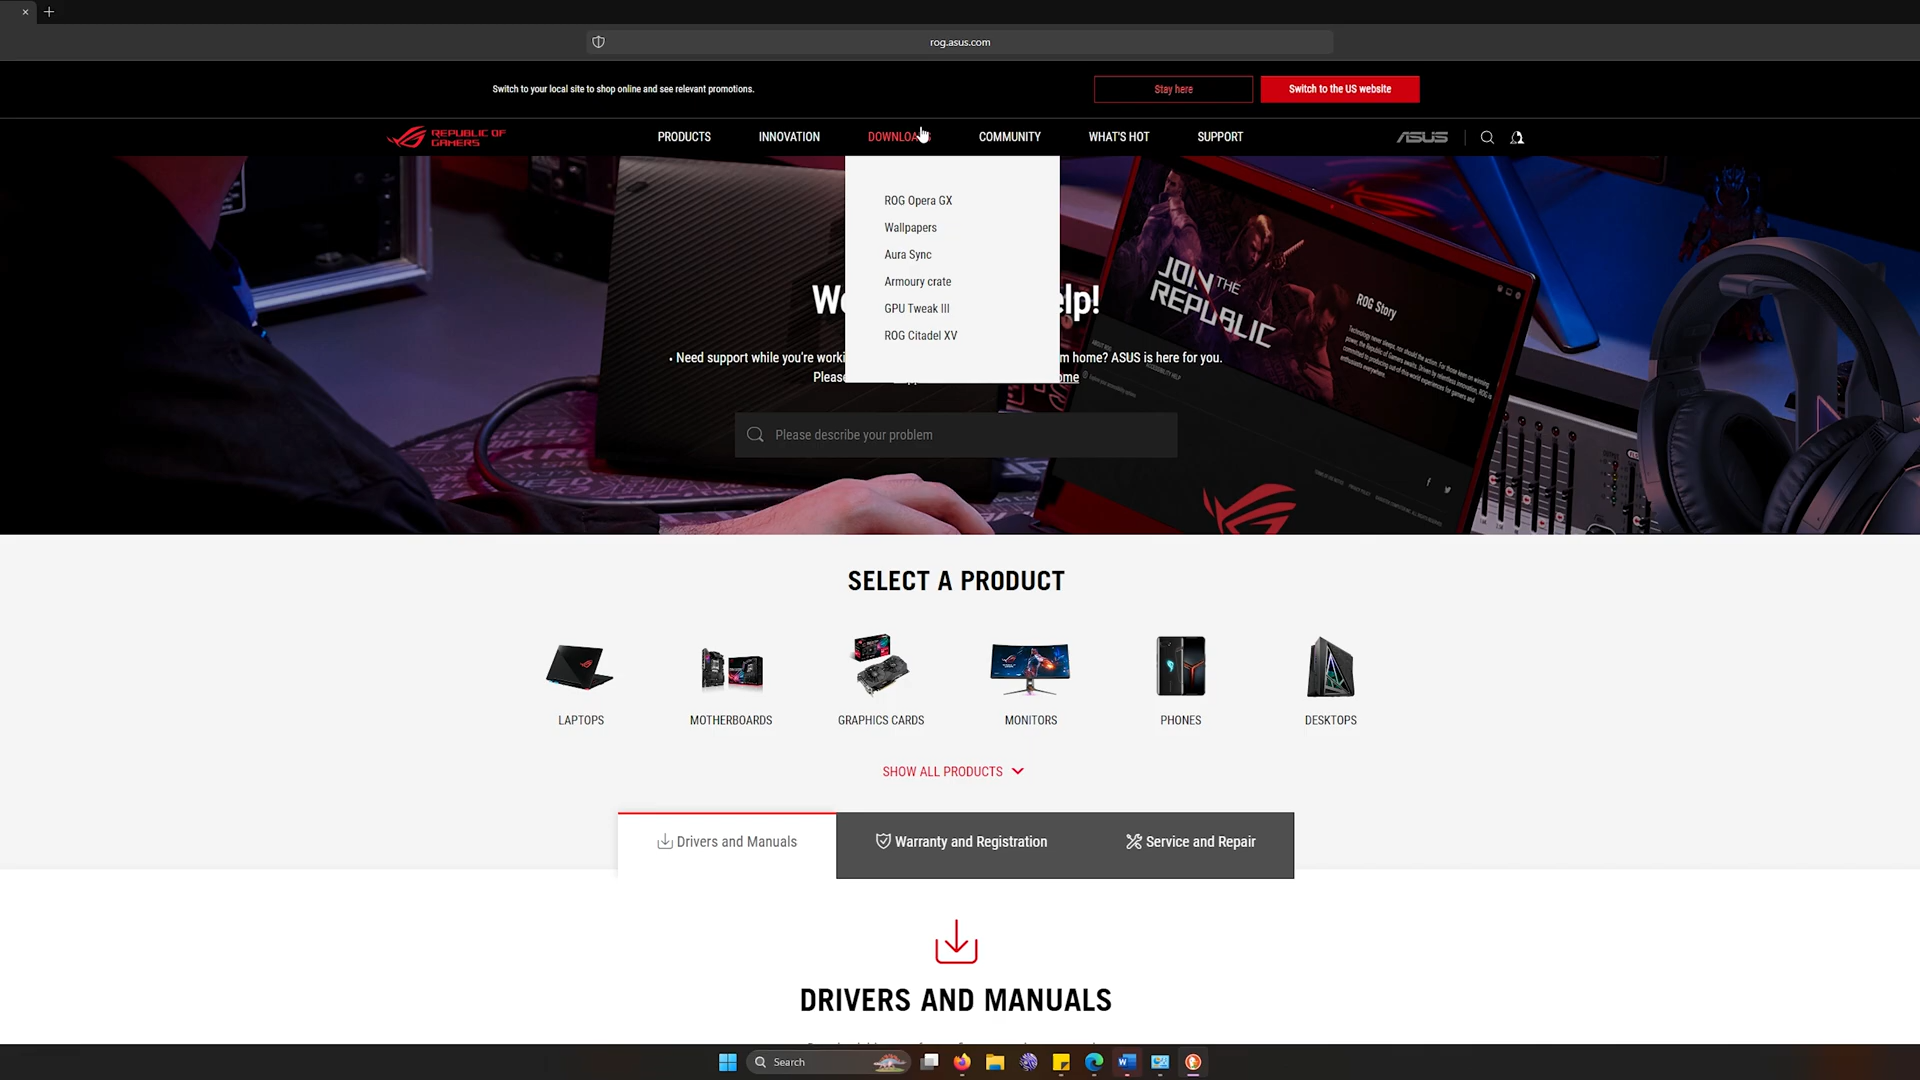 rog.asus.com
Switch to your local site to shop online and see relevant promotions.
Stay here
Switch to the US website
REPUBLIC OF
GAMERS
PRODUCTS
INNOVATION
COMMUNITY
WHAT'S HOT
SUPPORT
ASUS
ROG Opera GX
Wallpapers
Aura Sync
Armoury crate
GPU Tweak III
ROG Citadel XV
• Need support while you're
home? ASUS is here for you.
Please describe your problem
JOIN THE
REPUBLIC
ROG Story
SELECT A PRODUCT
LAPTOPS
MOTHERBOARDS
GRAPHICS CARDS
MONITORS
PHONES
DESKTOPS
SHOW ALL PRODUCTS
Drivers and Manuals
Warranty and Registration
Service and Repair
DRIVERS AND MANUALS
Search